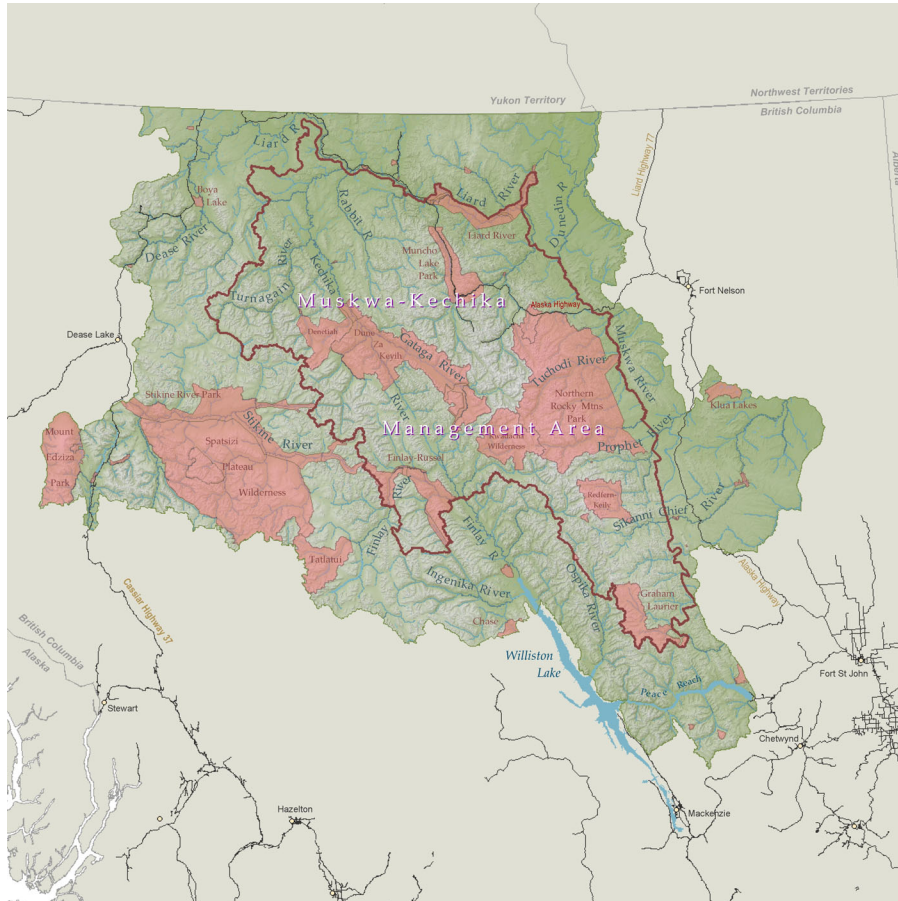 Yukon Territory
Northwest Territories
British Columbia
Alberta
Liard Highway 77
Liard R
Liard
River
Dunedin R
Boya
Lake
Rabbit R
Dease River
Liard River
Muncho
Lake
Park
Turnagain
River
Kechika
Muskwa-Kechika
Alaska Highway
Fort Nelson
Dease Lake
Denetiah
Dune
Za
Keyih
Gataga River
Muskwa River
Tuchodi River
Northern
Rocky Mtns
Park
Klua Lakes
Stikine River Park
Stikine River
River
Management Area
Kwadacha
Wilderness
Prophet River
Mount
Edziza
Park
Spatsizi
Plateau
Wilderness
Finlay-Russel
River
Finlay
Redfern-
Keily
Sikanni Chief
River
Finlay R
Tatlatui
Ingenika River
Ospika River
Alaska Highway
Cassiar Highway 37
Graham
Laurier
Chase
British Columbia
Alaska
Williston
Lake
Peace Reach
Fort St John
Stewart
Chetwynd
Hazelton
Mackenzie